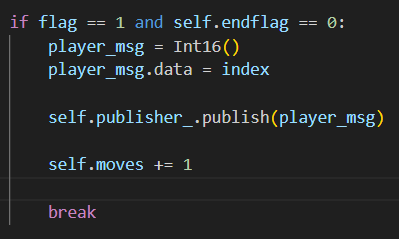 if flag == 1 and self.endflag == 0:
    player_msg = Int16()
    player_msg.data = index
    self.publisher_.publish(player_msg)
    self.moves += 1
    break